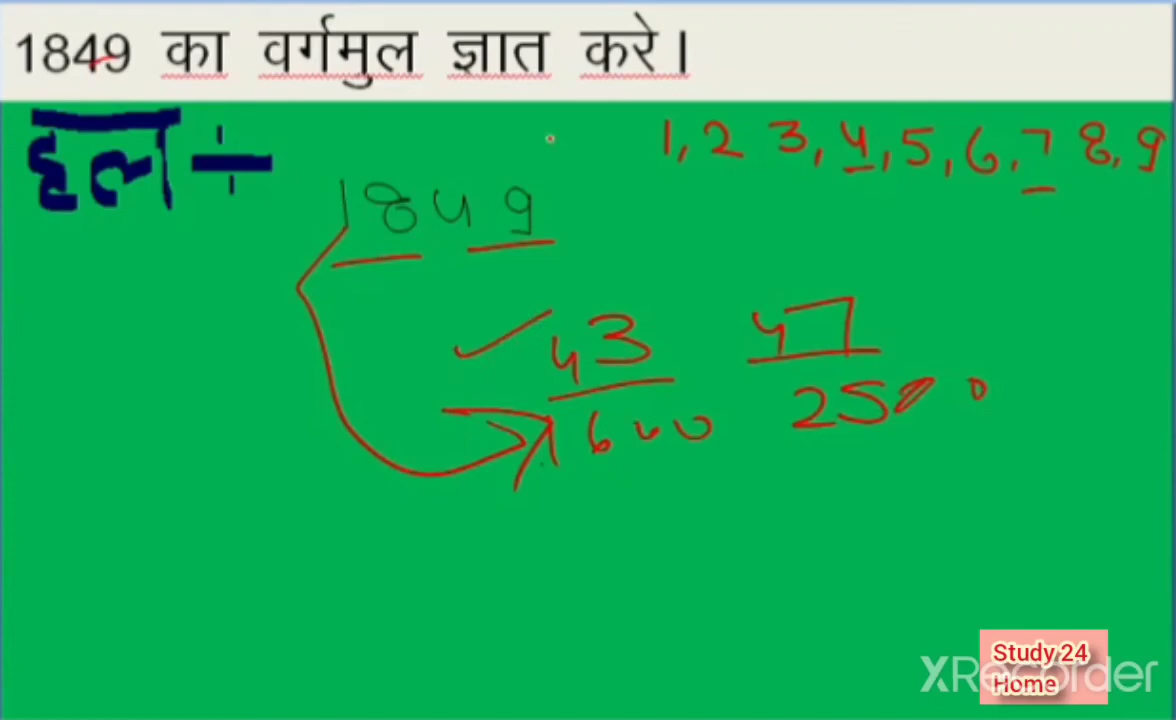 1849 का वर्गमुल ज्ञात करे।
हल ÷
1, 2 3, 4, 5, 6, 7 8, 9
1849
43 47
1600 2500
Study 24
XRecorder
Home